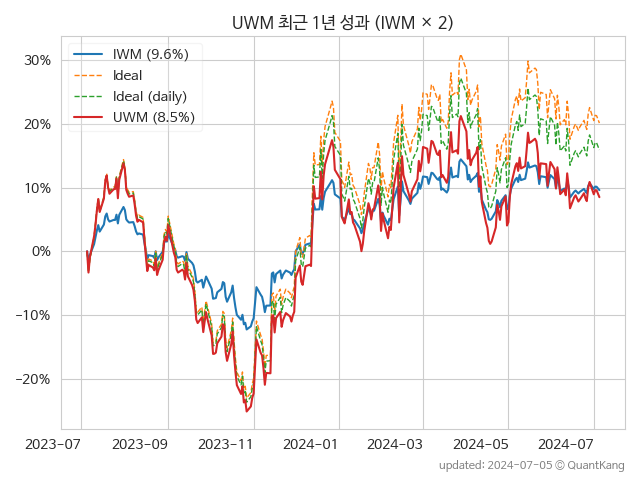 UWM 최근 1년 성과 (IWM × 2)
IWM (9.6%)
Ideal
Ideal (daily)
UWM (8.5%)
30%
20%
10%
0%
−10%
−20%
2023−07 2023−09 2023−11 2024−01 2024−03 2024−05 2024−07
updated: 2024-07-05 © QuantKang